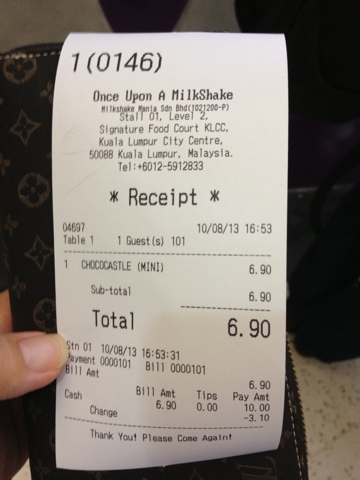 1(0146)
Once Upon A MilkShake
Milkshake Mania Sdn Bhd(1021200-P)
Stall 01, Level 2,
Signature Food Court KLCC,
Kuala Lumpur City Centre,
50088 Kuala Lumpur, Malaysia.
Tel:+6012-5912833
* Receipt *
04697 10/08/13 16:53
Table 1 1 Guest(s) 101
1 CHOCOCASTLE (MINI) 6.90
Sub-total 6.90
Total 6.90
Stn 01 10/08/13 16:53:31
Payment 0000101 Bill 0000101
Bill Amt 6.90
Bill Amt Tips Pay Amt
Cash 6.90 0.00 10.00
Change -3.10
Thank You! Please Come Again!